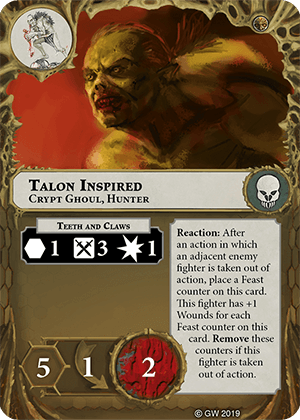 Talon Inspired
Crypt Ghoul, Hunter
Teeth and Claws
1 3 1
Reaction: After
an action in which
an adjacent enemy
fighter is taken out of
action, place a Feast
counter on this card.
This fighter has +1
Wounds for each
Feast counter on this
card. Remove these
counters if this
fighter is taken
out of action.
5 1 2
© GW 2019